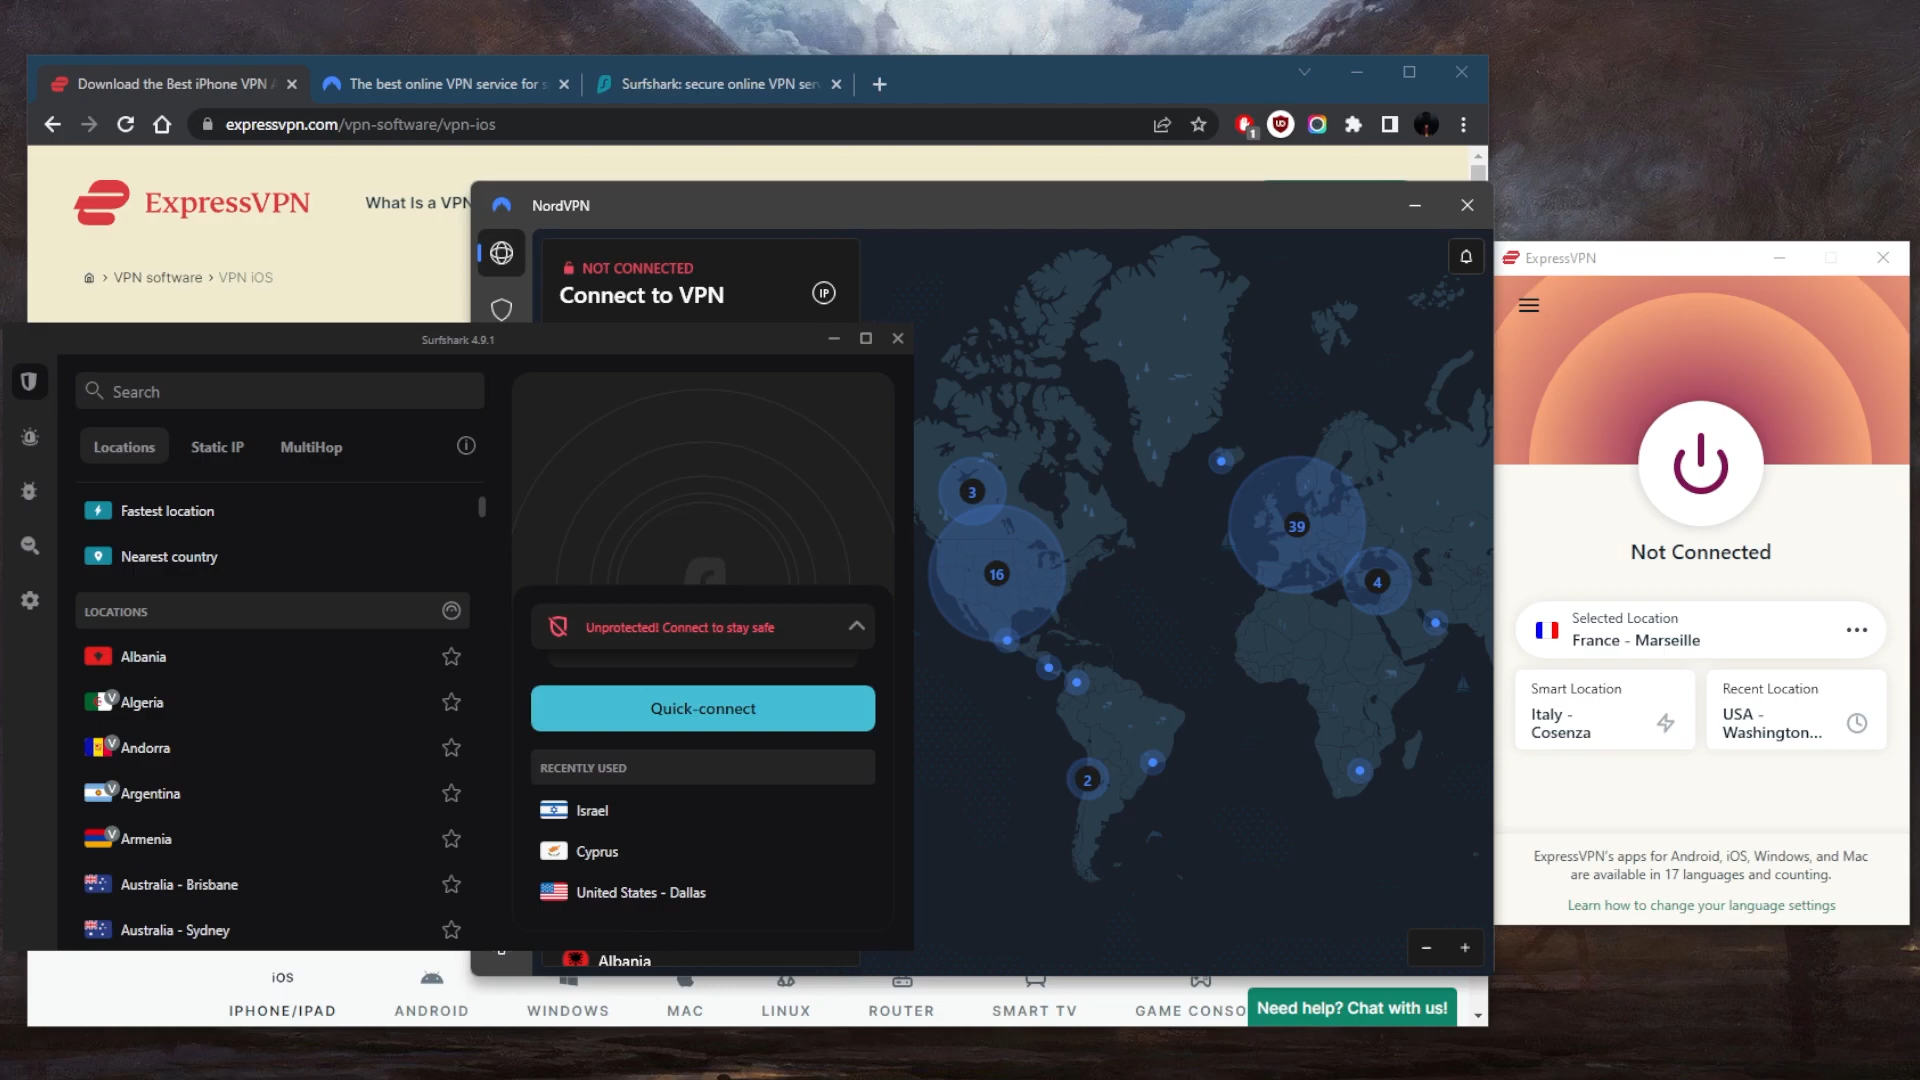 Download the Best iPhone VPN A
The best online VPN service for s
Surfshark: secure online VPN ser
expressvpn.com/vpn-software/vpn-ios
1
ExpressVPN
What Is a VPN
VPN software
VPN iOS
NordVPN
NOT CONNECTED
Connect to VPN
IP
3
16
39
4
2
Albania
Surfshark 4.9.1
Search
Locations
Static IP
MultiHop
Fastest location
Nearest country
LOCATIONS
Albania
V
Algeria
V
Andorra
V
Argentina
V
Armenia
Australia - Brisbane
Australia - Sydney
Unprotected! Connect to stay safe
Quick-connect
RECENTLY USED
Israel
Cyprus
United States - Dallas
ExpressVPN
Not Connected
Selected Location
France - Marseille
Smart Location
Italy -
Cosenza
Recent Location
USA -
Washington...
ExpressVPN's apps for Android, iOS, Windows, and Mac
are available in 17 languages and counting.
Learn how to change your language settings
iOS
IPHONE/IPAD
ANDROID
WINDOWS
MAC
LINUX
ROUTER
SMART TV
GAME CONSO
Need help? Chat with us!